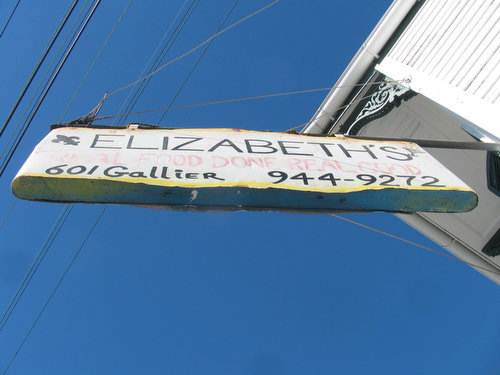 ELIZABETH'S
REAL FOOD DONE REAL GOOD
601 Gallier 944-9272